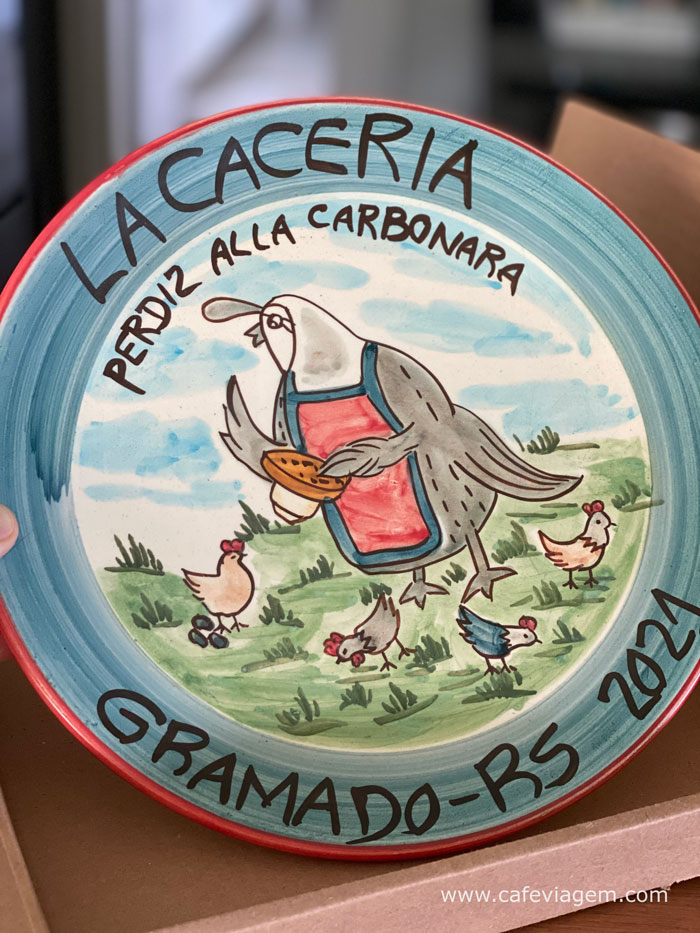 LA CACERIA
PERDIZ ALLA CARBONARA
GRAMADO-RS 2021
www.cafeviagem.com